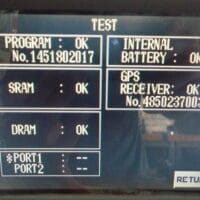 TEST
PROGRAM : OK
No.1451802017
INTERNAL
BATTERY : OK
SRAM : OK
GPS
RECEIVER: OK
No.4850237003
DRAM : OK
*PORT1 : --
PORT2 : --